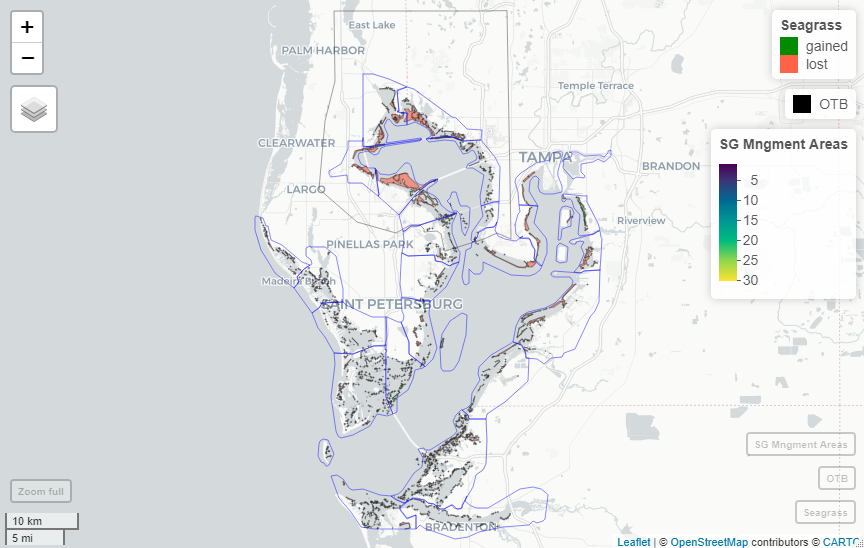 +
−
East Lake
PALM HARBOR
Temple Terrace
CLEARWATER
TAMPA
BRANDON
LARGO
Riverview
PINELLAS PARK
Madeira Beach
SAINT PETERSBURG
BRADENTON
Seagrass
gained
lost
OTB
SG Mngment Areas
5
10
15
20
25
30
SG Mngment Areas
OTB
Seagrass
Zoom full
10 km
5 mi
Leaflet | © OpenStreetMap contributors © CARTO